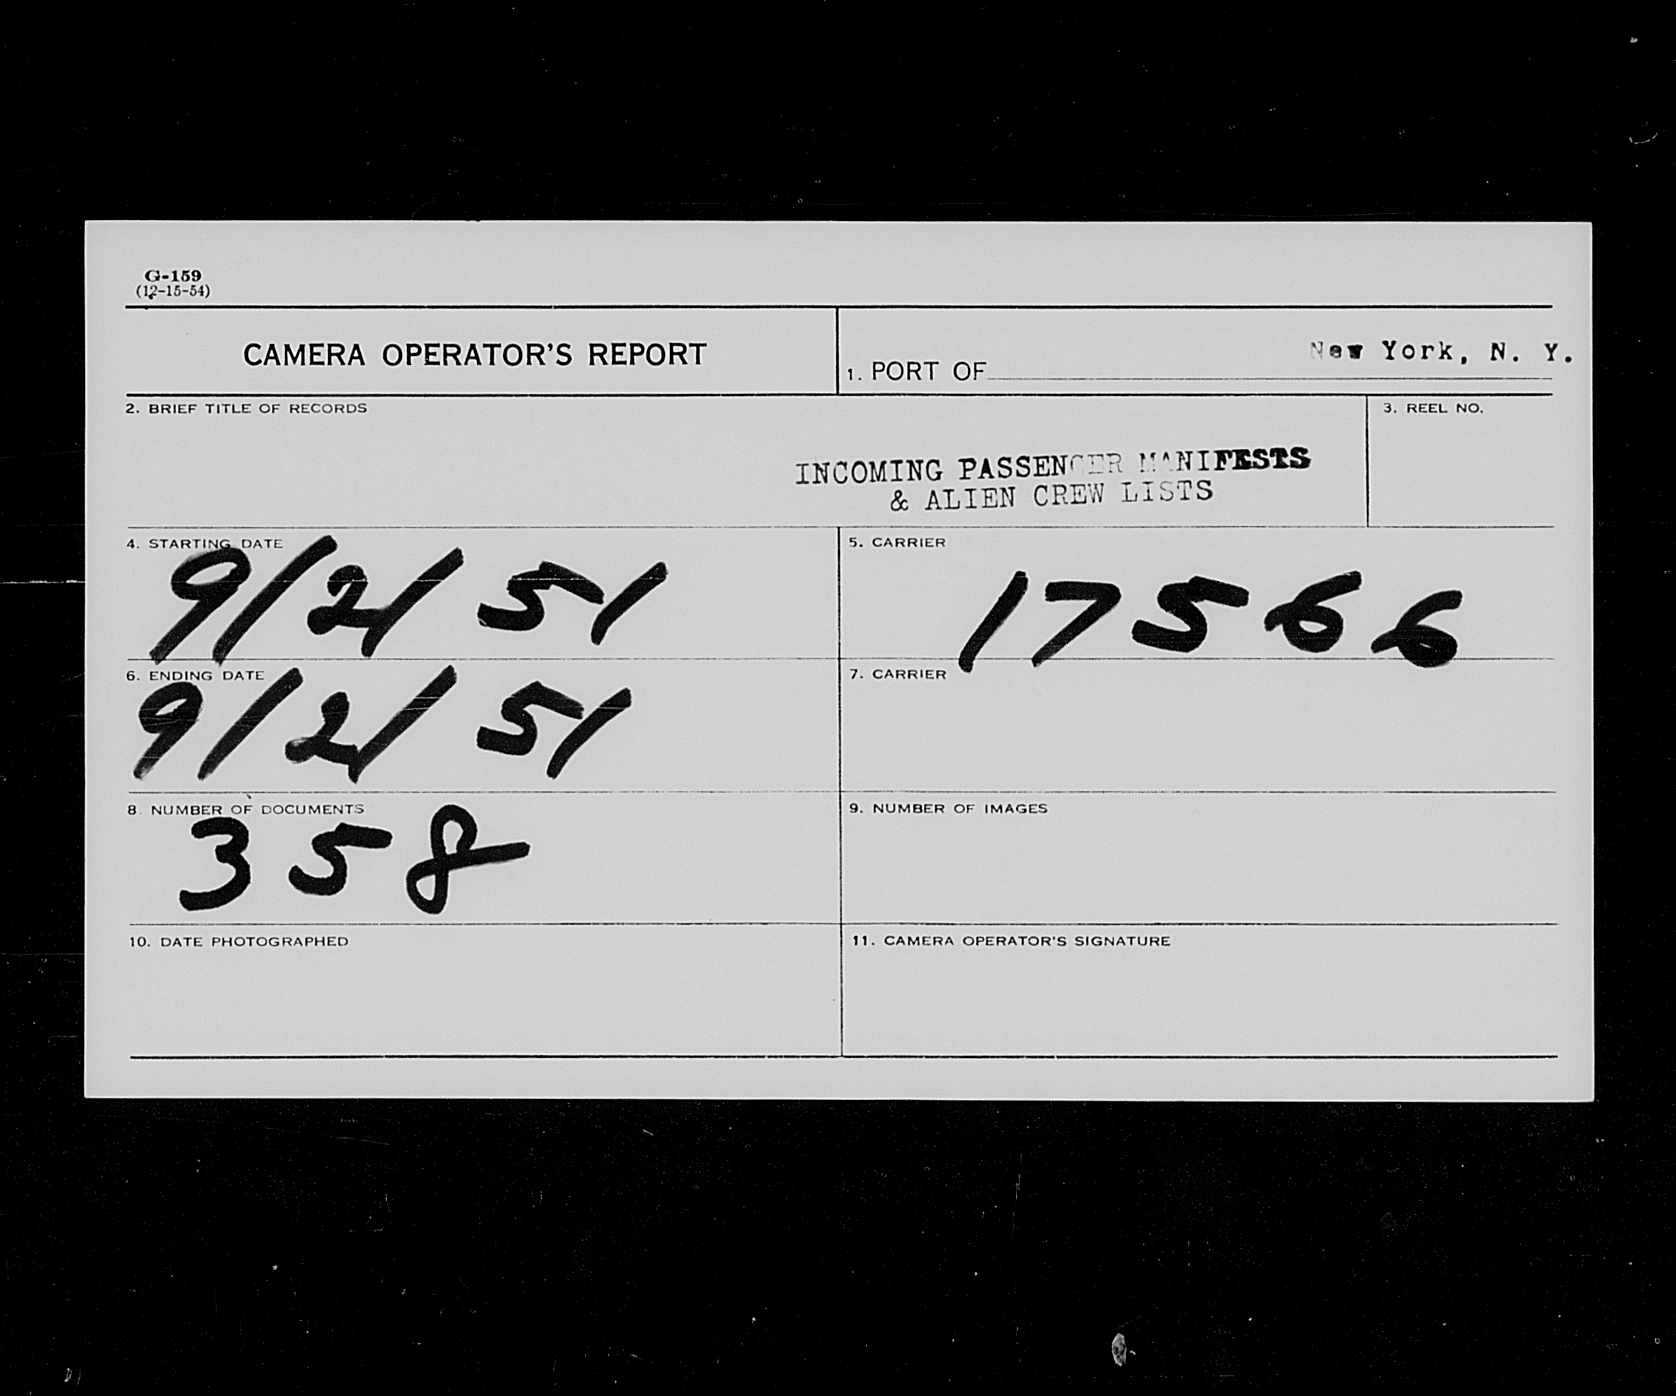 G-159
(12-15-54)
CAMERA OPERATOR'S REPORT
1. PORT OF New York, N. Y.
2. BRIEF TITLE OF RECORDS
INCOMING PASSENGER MANIFESTS
& ALIEN CREW LISTS
3. REEL NO.
4. STARTING DATE
9/2/51
5. CARRIER
17566
6. ENDING DATE
9/2/51
7. CARRIER
8. NUMBER OF DOCUMENTS
358
9. NUMBER OF IMAGES
10. DATE PHOTOGRAPHED
11. CAMERA OPERATOR'S SIGNATURE